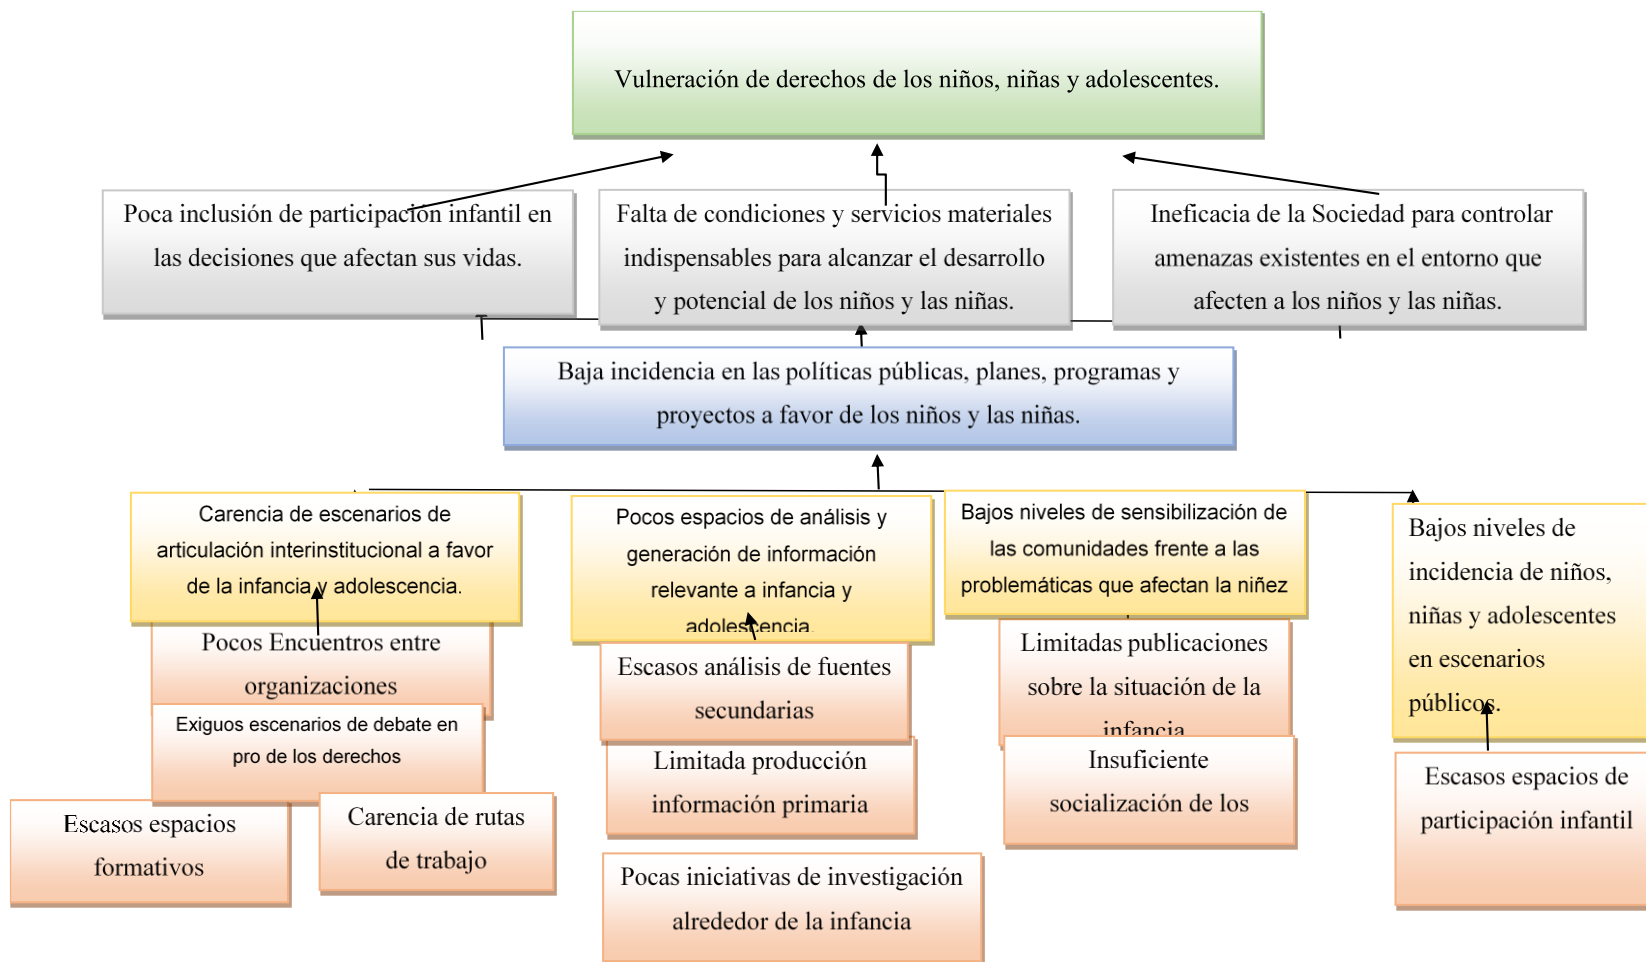 Vulneración de derechos de los niños, niñas y adolescentes.
Poca inclusión de participación infantil en
las decisiones que afectan sus vidas.
Falta de condiciones y servicios materiales
indispensables para alcanzar el desarrollo
y potencial de los niños y las niñas.
Ineficacia de la Sociedad para controlar
amenazas existentes en el entorno que
afecten a los niños y las niñas.
Baja incidencia en las políticas públicas, planes, programas y
proyectos a favor de los niños y las niñas.
Carencia de escenarios de
articulación interinstitucional a favor
de la infancia y adolescencia.
Pocos espacios de análisis y
generación de información
relevante a infancia y
adolescencia.
Bajos niveles de sensibilización de
las comunidades frente a las
problemáticas que afectan la niñez
Bajos niveles de
incidencia de niños,
niñas y adolescentes
en escenarios
públicos.
Pocos Encuentros entre
organizaciones
Exiguos escenarios de debate en
pro de los derechos
Escasos espacios
formativos
Carencia de rutas
de trabajo
Escasos análisis de fuentes
secundarias
Limitada producción
información primaria
Pocas iniciativas de investigación
alrededor de la infancia
Limitadas publicaciones
sobre la situación de la
infancia
Insuficiente
socialización de los
Escasos espacios de
participación infantil